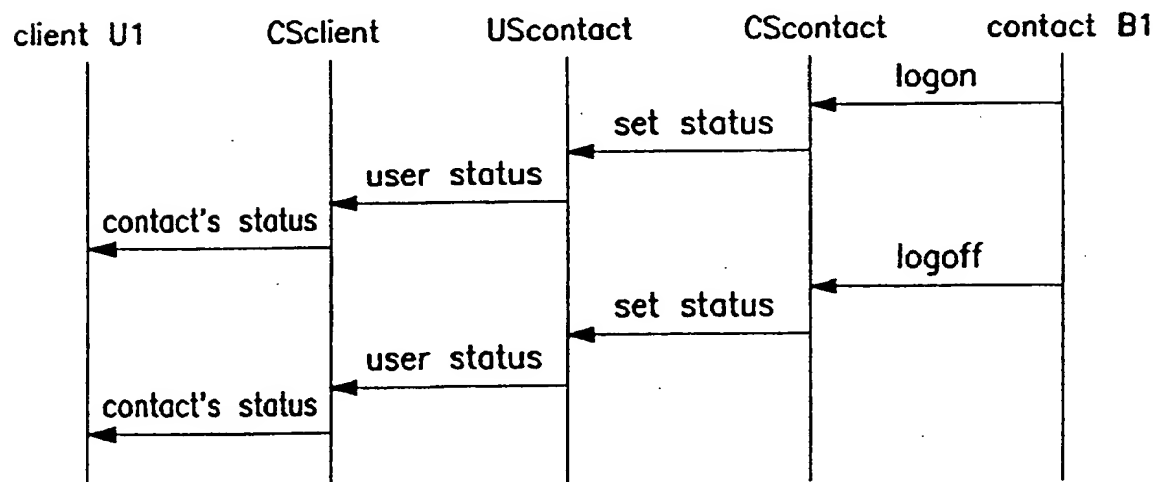 client U1
CSclient
UScontact
CScontact
contact B1
logon
set status
user status
contact's status
logoff
set status
user status
contact's status